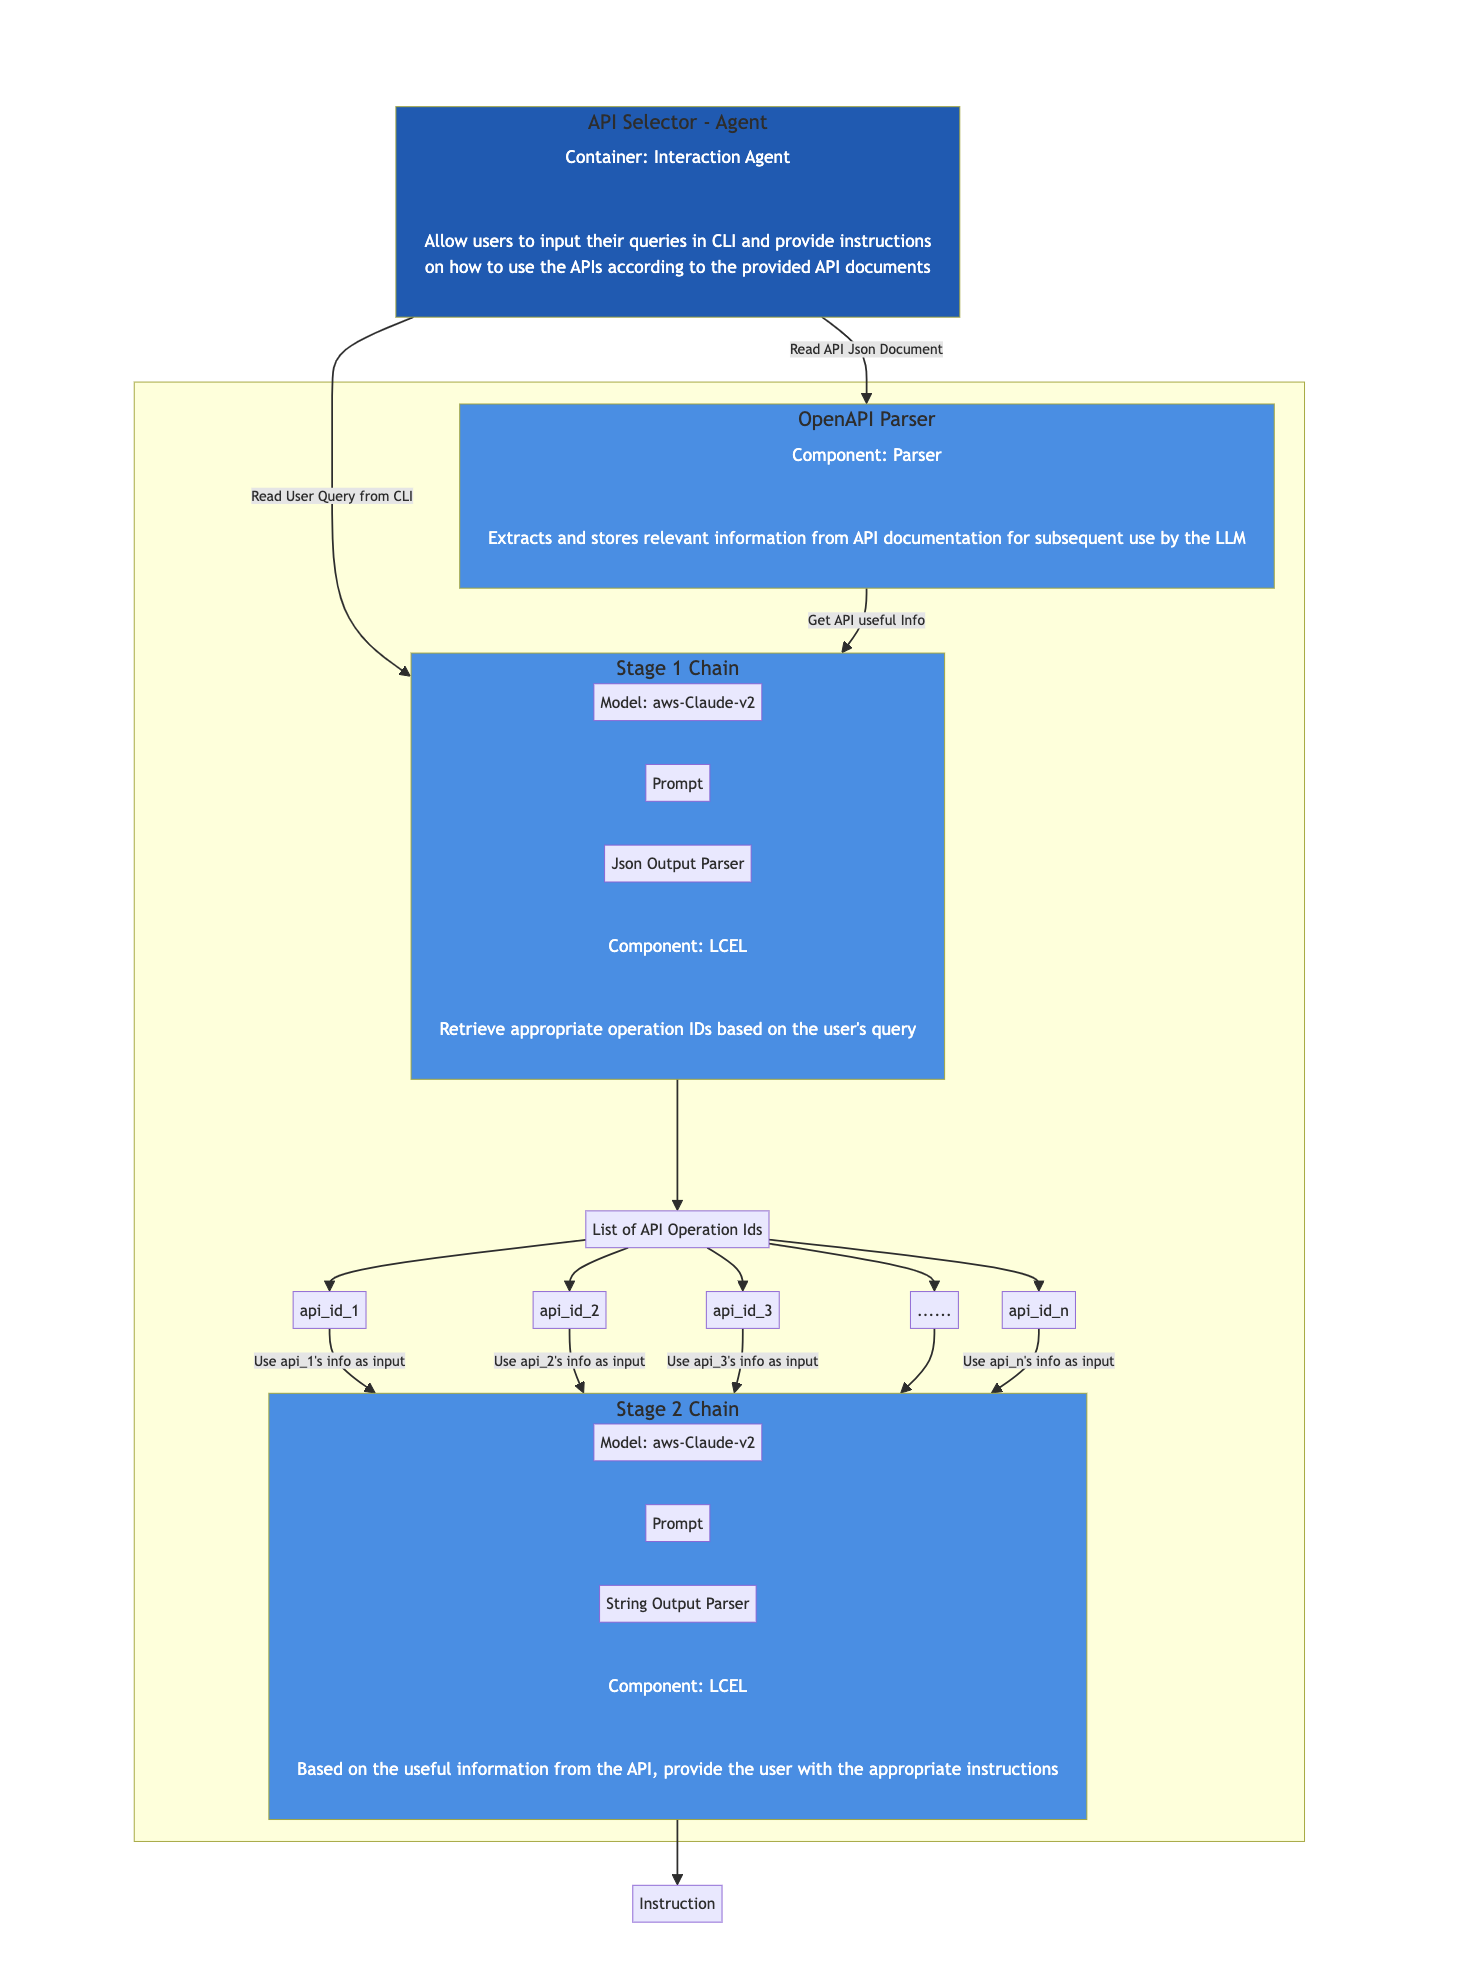 API Selector - Agent
Container: Interaction Agent
Allow users to input their queries in CLI and provide instructions
on how to use the APIs according to the provided API documents
Read API Json Document
OpenAPI Parser
Component: Parser
Read User Query from CLI
Extracts and stores relevant information from API documentation for subsequent use by the LLM
Get API useful Info
Stage 1 Chain
Model: aws-Claude-v2
Prompt
Json Output Parser
Component: LCEL
Retrieve appropriate operation IDs based on the user's query
List of API Operation Ids
api_id_1
api_id_2
api_id_3
......
api_id_n
Use api_1's info as input
Use api_2's info as input
Use api_3's info as input
Use api_n's info as input
Stage 2 Chain
Model: aws-Claude-v2
Prompt
String Output Parser
Component: LCEL
Based on the useful information from the API, provide the user with the appropriate instructions
Instruction